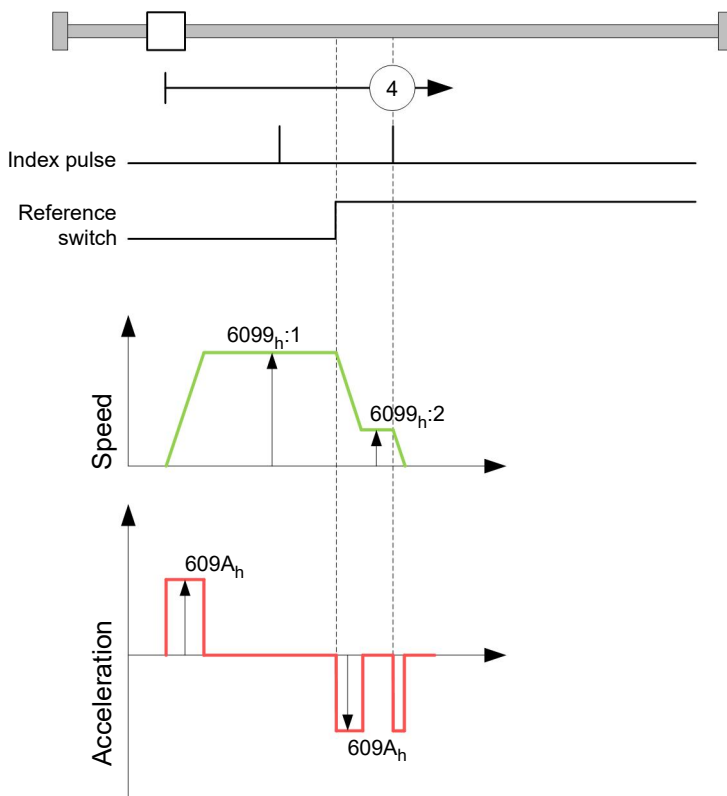 4
Index pulse
Reference
switch
6099h:1
6099h:2
Speed
609Ah
609Ah
Acceleration